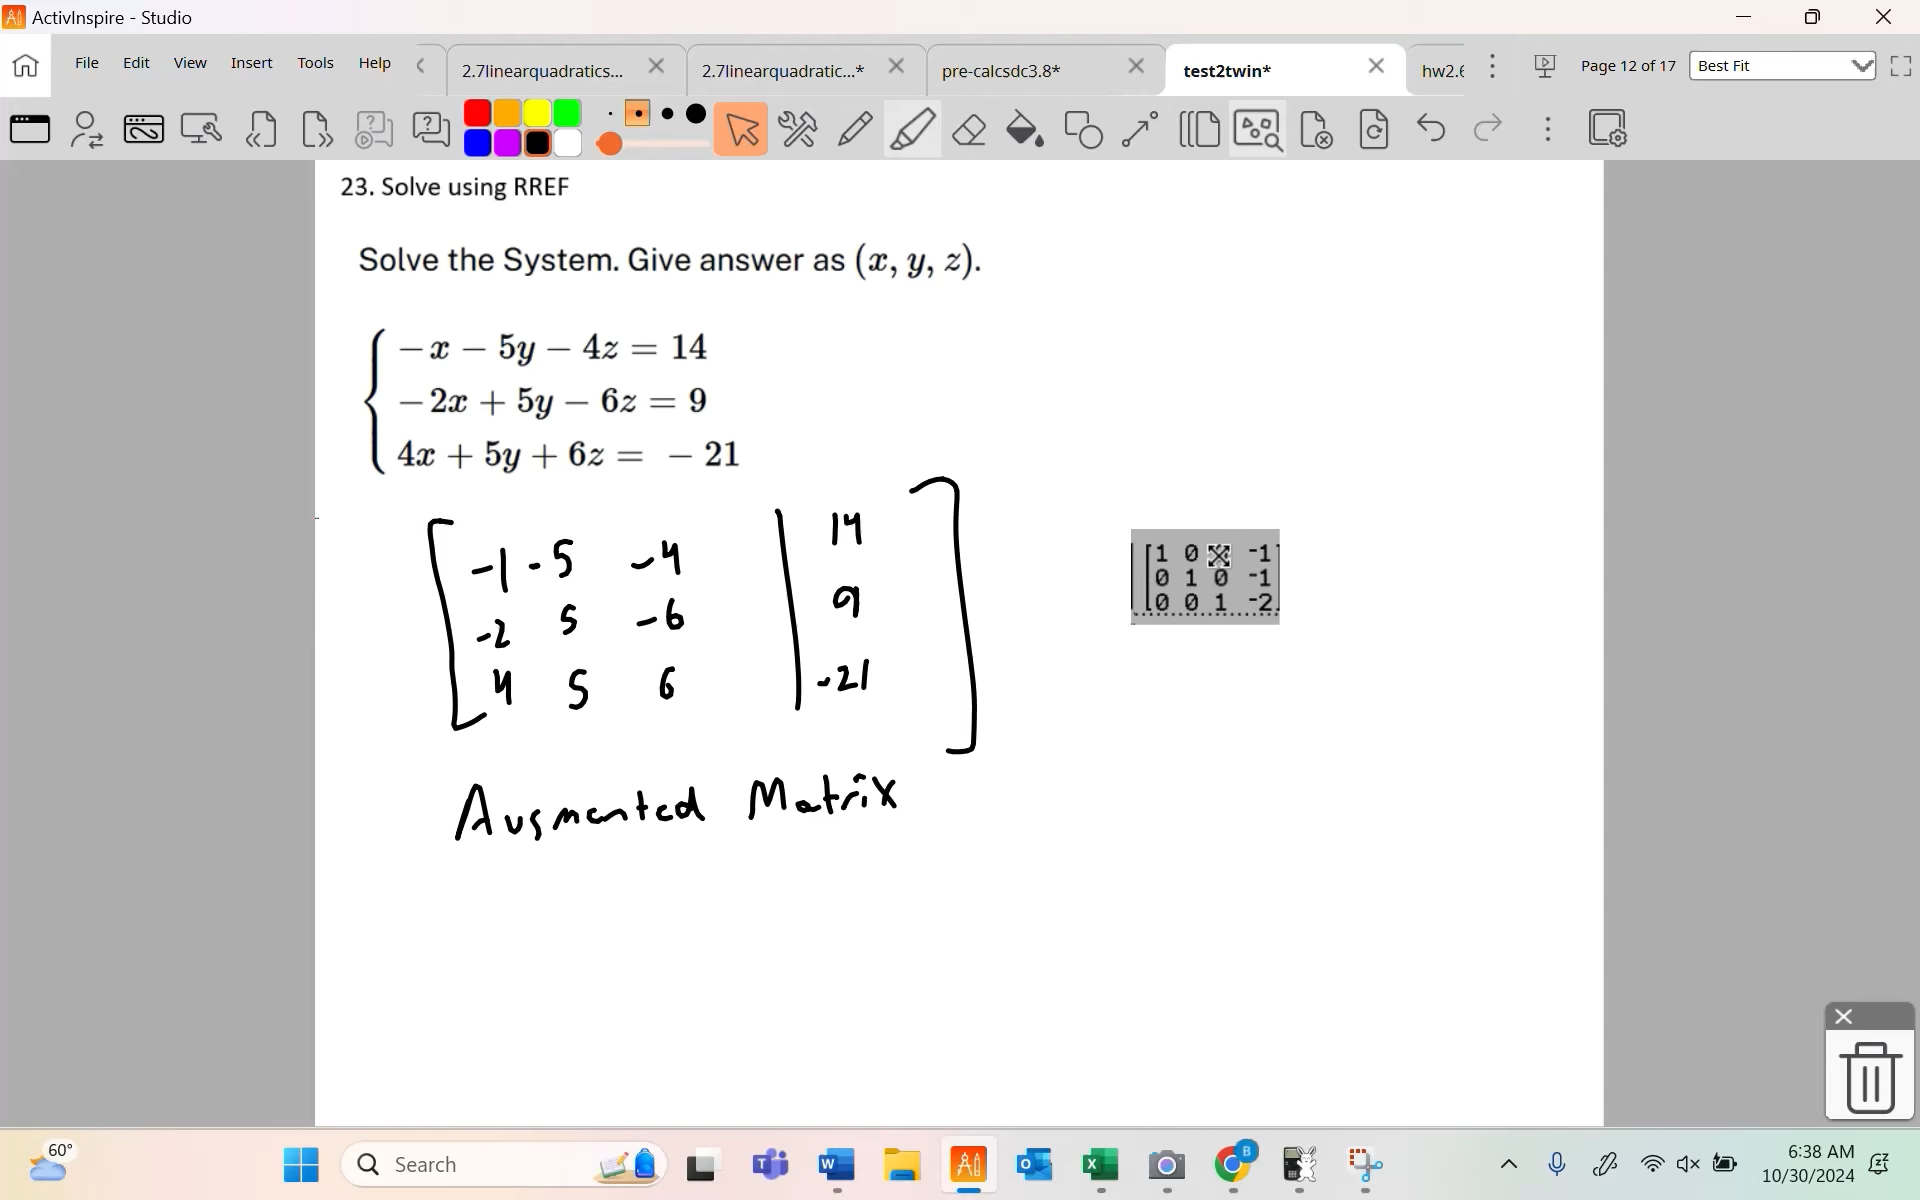 ActivInspire - Studio
File Edit View Insert Tools Help
2.7linearquadratics... 2.7linearquadratic...* pre-calcsdc3.8* test2twin* hw2.6
Page 12 of 17 Best Fit
23. Solve using RREF
Solve the System. Give answer as (x, y, z).
-x - 5y - 4z = 14
-2x + 5y - 6z = 9
4x + 5y + 6z = -21
-1 -5 -4 | 14
-2 5 -6 | 9
4 5 6 | -21
Augmented Matrix
[1 0 -1]
0 1 0 -1
[0 0 1 -2]
60°
Search
6:38 AM
10/30/2024